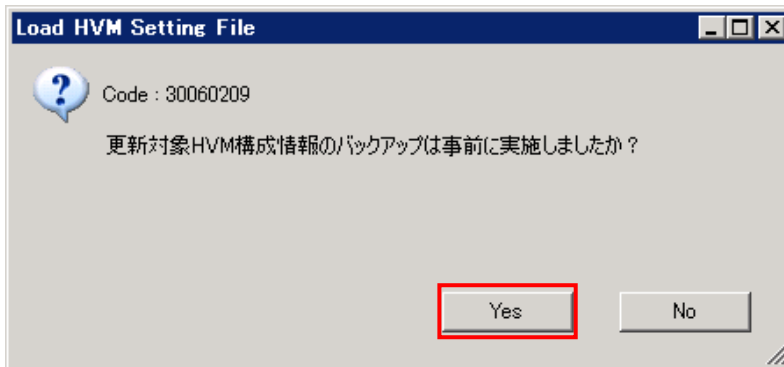 Load HVM Setting File
Code : 30060209
更新対象HVM構成情報のバックアップは事前に実施しましたか？
Yes
No